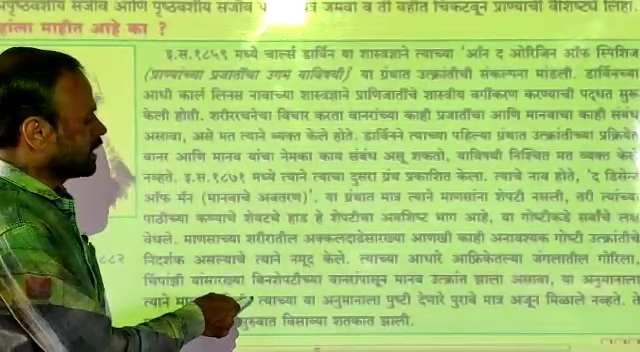 अपृष्ठवंशीय सजीव आणि पृष्ठवंशीय सजीव जमवा व ती वहीत चिकटवून प्राण्यांची वैशिष्ट्ये लिहा.
हांला माहीत आहे का ?
इ.स.१८५९ मध्ये चार्ल्स डार्विन या शास्त्रज्ञाने त्याच्या 'ऑन द ओरिजिन ऑफ स्पिशिज
(प्राण्यांच्या प्रजातींचा उगम याविषयी) या ग्रंथात उत्क्रांतीची संकल्पना मांडली. डार्विनच्या
आधी कार्ल लिनस नावाच्या शास्त्रज्ञाने प्राणिजातींचे शास्त्रीय वर्गीकरण करण्याची पद्धत सुरू
केली होती. शरीररचनेचा विचार करता वानरांच्या काही प्रजातींचा आणि मानवाचा काही संबंध
असावा, असे मत त्याने व्यक्त केले होते. डार्विनने त्याच्या पहिल्या ग्रंथात उत्क्रांतीच्या प्रक्रियेत
वानर आणि मानव यांचा नेमका काय संबंध असू शकतो, याविषयी निश्चित मत व्यक्त केले
नव्हते. इ.स.१८७१ मध्ये त्याने त्याचा दुसरा ग्रंथ प्रकाशित केला. त्याचे नाव होते, 'द डिसेन्ट
ऑफ मॅन (मानवाचे अवतरण)'. या ग्रंथात मात्र त्याने माणसांना शेपटी नसली, तरी त्यांच्या
पाठीच्या कण्याचे शेवटचे हाड हे शेपटीचा अवशिष्ट भाग आहे, या गोष्टीकडे सर्वांचे लक्ष
वेधले. माणसाच्या शरीरातील अक्कलदाढेसारख्या आणखी काही अनावश्यक गोष्टी उत्क्रांतीचे
८८२ निदर्शक असल्याचे त्याने नमूद केले. त्याच्या आधारे आफ्रिकेतल्या जंगलातील गोरिला,
चिंपांझी यांसारख्या बिनशेपटीच्या वानरांपासून मानव उत्क्रांत झाला असावा, या अनुमानाला
त्याने त्याच्या या अनुमानाला पुष्टी देणारे पुरावे मात्र अजून मिळाले नव्हते.
सुरुवात विसाव्या शतकात झाली.